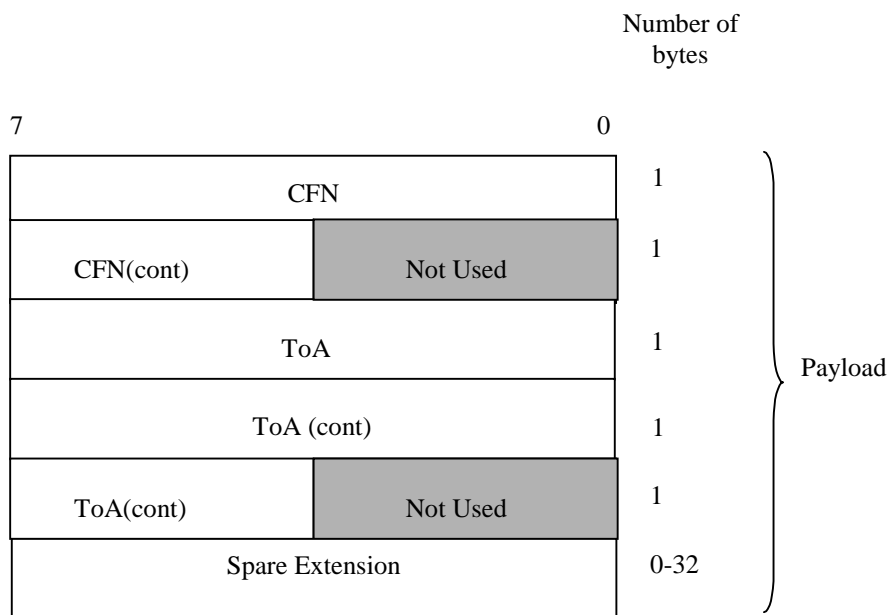 Number of
bytes
7 0
CFN 1
CFN(cont) Not Used 1
ToA 1
Payload
ToA (cont) 1
ToA(cont) Not Used 1
Spare Extension 0-32